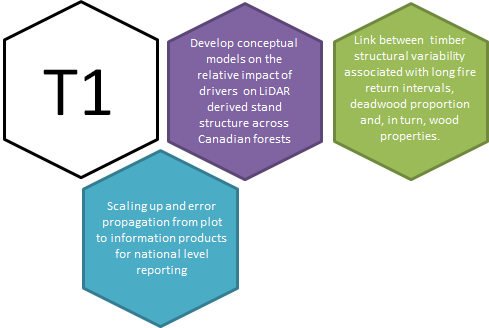 T1
Develop conceptual
models on the
relative impact of
drivers on LiDAR
derived stand
structure across
Canadian forests
Link between timber
structural variability
associated with long fire
return intervals,
deadwood proportion
and, in turn, wood
properties.
Scaling up and error
propagation from plot
to information products
for national level
reporting